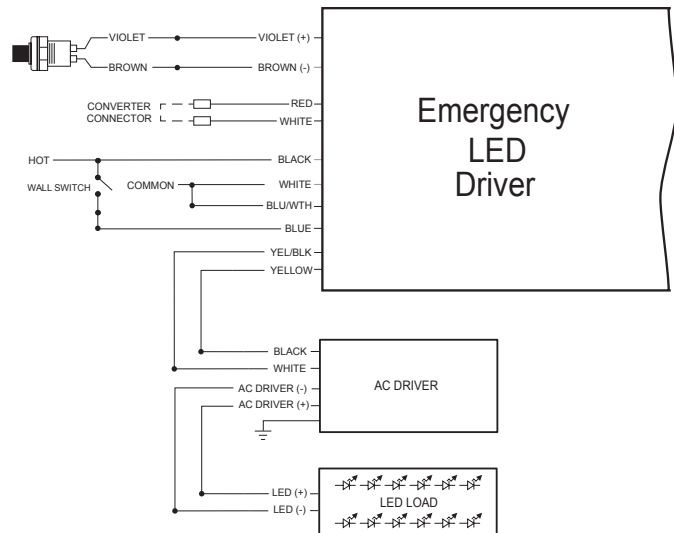 VIOLET VIOLET (+)
BROWN BROWN (-)
CONVERTER RED
CONNECTOR WHITE
Emergency
LED
Driver
HOT BLACK
WALL SWITCH COMMON WHITE
BLU/WTH
BLUE
YEL/BLK
YELLOW
BLACK
WHITE
AC DRIVER
AC DRIVER (-)
AC DRIVER (+)
LED (+)
LED LOAD
LED (-)